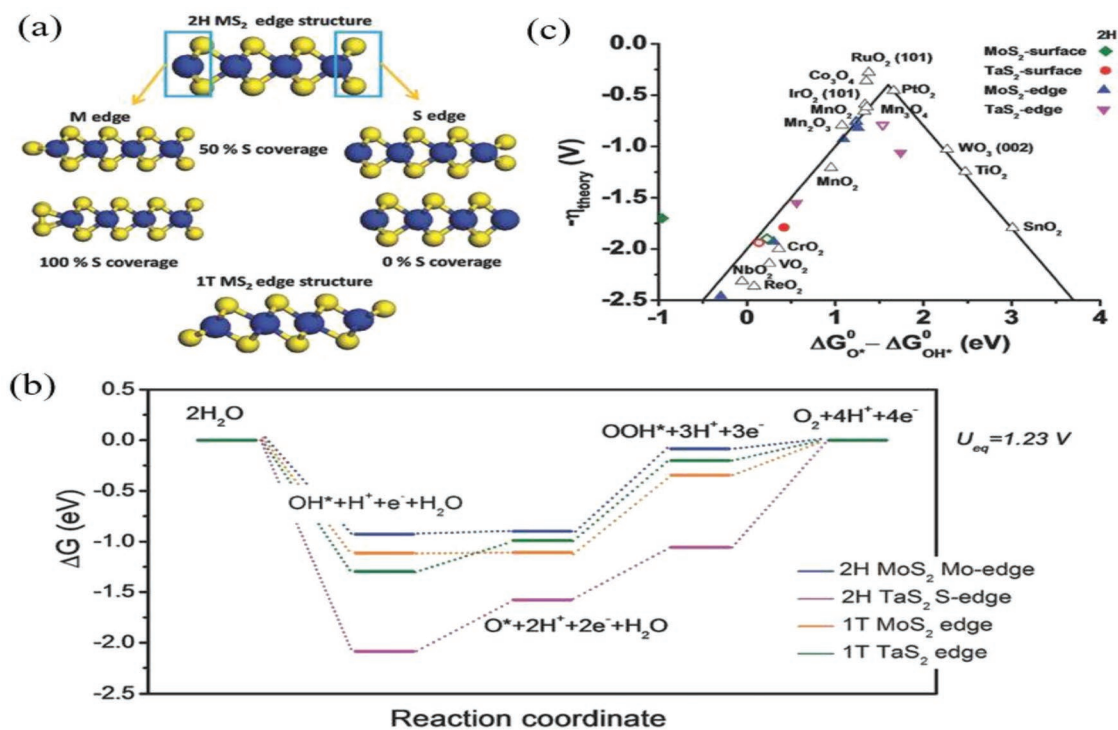 (a)
2H MS2 edge structure
M edge
S edge
50 % S coverage
100 % S coverage
0 % S coverage
1T MS2 edge structure
(c)
2H
MoS2-surface
TaS2-surface
MoS2-edge
TaS2-edge
RuO2 (101)
Co3O4
PtO2
IrO2 (101)
MnO2
Mn3O4
Mn2O3
MnO2
WO3 (002)
TiO2
SnO2
CrO2
VO2
NbO2
ReO2
-ηtheory (V)
0.0
-0.5
-1.0
-1.5
-2.0
-2.5
-1 0 1 2 3 4
ΔG0O* – ΔG0OH* (eV)
(b)
ΔG (eV)
0.5
0.0
-0.5
-1.0
-1.5
-2.0
-2.5
2H2O
OH*+H++e-+H2O
O*+2H++2e-+H2O
OOH*+3H++3e-
O2+4H++4e-
Ueq=1.23 V
2H MoS2 Mo-edge
2H TaS2 S-edge
1T MoS2 edge
1T TaS2 edge
Reaction coordinate